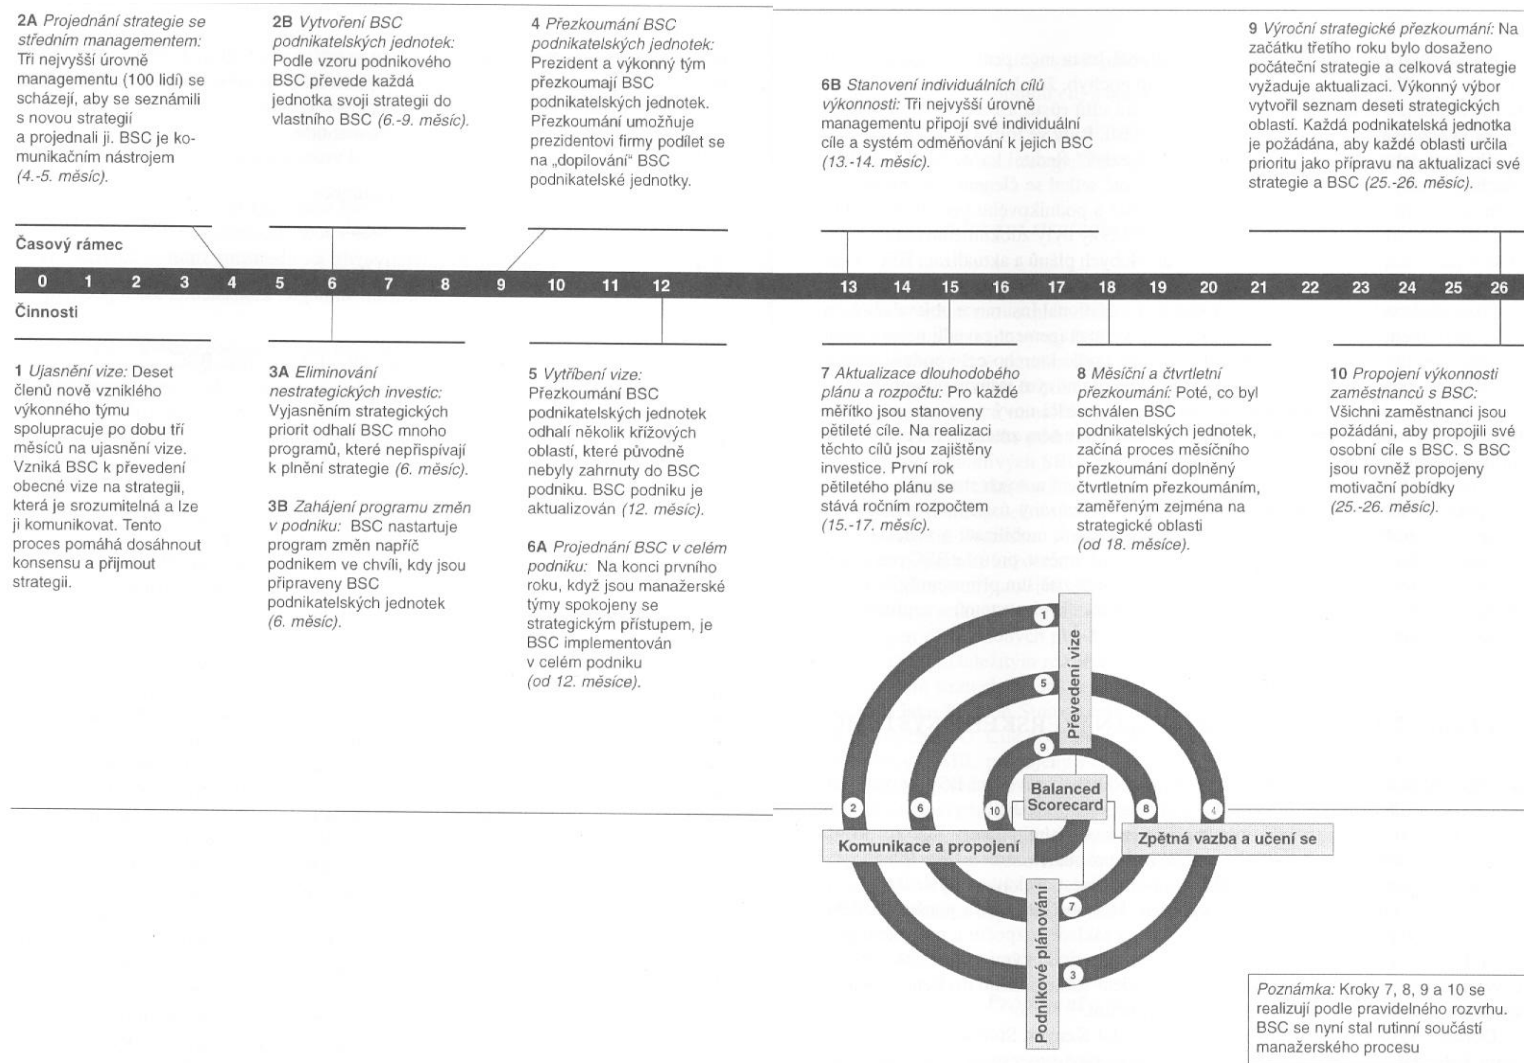 2A Projednání strategie se
středním managementem:
Tři nejvyšší úrovně
managementu (100 lidí) se
scházejí, aby se seznámili
s novou strategií
a projednali ji. BSC je ko-
munikačním nástrojem
(4.-5. měsíc).
2B Vytvoření BSC
podnikatelských jednotek:
Podle vzoru podnikového
BSC převede každá
jednotka svoji strategii do
vlastního BSC (6.-9. měsíc).
4 Přezkoumání BSC
podnikatelských jednotek:
Prezident a výkonný tým
přezkoumají BSC
podnikatelských jednotek.
Přezkoumání umožňuje
prezidentovi firmy podílet se
na „dopilování“ BSC
podnikatelské jednotky.
6B Stanovení individuálních cílů
výkonnosti: Tři nejvyšší úrovně
managementu připojí své individuální
cíle a systém odměňování k jejich BSC
(13.-14. měsíc).
9 Výroční strategické přezkoumání: Na
začátku třetího roku bylo dosaženo
počáteční strategie a celková strategie
vyžaduje aktualizaci. Výkonný výbor
vytvořil seznam deseti strategických
oblastí. Každá podnikatelská jednotka
je požádána, aby každé oblasti určila
prioritu jako přípravu na aktualizaci své
strategie a BSC (25.-26. měsíc).
Časový rámec
0 1 2 3 4 5 6 7 8 9 10 11 12 13 14 15 16 17 18 19 20 21 22 23 24 25 26
Činnosti
1 Ujasnění vize: Deset
členů nově vzniklého
výkonného týmu
spolupracuje po dobu tří
měsíců na ujasnění vize.
Vzniká BSC k převedení
obecné vize na strategii,
která je srozumitelná a lze
ji komunikovat. Tento
proces pomáhá dosáhnout
konsensu a přijmout
strategii.
3A Eliminování
nestrategických investic:
Vyjasněním strategických
priorit odhalí BSC mnoho
programů, které nepřispívají
k plnění strategie (6. měsíc).
3B Zahájení programu změn
v podniku: BSC nastartuje
program změn napříč
podnikem ve chvíli, kdy jsou
připraveny BSC
podnikatelských jednotek
(6. měsíc).
5 Vytříbení vize:
Přezkoumání BSC
podnikatelských jednotek
odhalí několik křížových
oblastí, které původně
nebyly zahrnuty do BSC
podniku. BSC podniku je
aktualizován (12. měsíc).
6A Projednání BSC v celém
podniku: Na konci prvního
roku, když jsou manažerské
týmy spokojeny se
strategickým přístupem, je
BSC implementován
v celém podniku
(od 12. měsíce).
7 Aktualizace dlouhodobého
plánu a rozpočtu: Pro každé
měřítko jsou stanoveny
pětileté cíle. Na realizaci
těchto cílů jsou zajištěny
investice. První rok
pětiletého plánu se
stává ročním rozpočtem
(15.-17. měsíc).
8 Měsíční a čtvrtletní
přezkoumání: Poté, co byl
schválen BSC
podnikatelských jednotek,
začíná proces měsíčního
přezkoumání doplněný
čtvrtletním přezkoumáním,
zaměřeným zejména na
strategické oblasti
(od 18. měsíce).
10 Propojení výkonnosti
zaměstnanců s BSC:
Všichni zaměstnanci jsou
požádáni, aby propojili své
osobní cíle s BSC. S BSC
jsou rovněž propojeny
motivační pobídky
(25.-26. měsíc).
1
5
Převedení vize
9
Balanced
Scorecard
2
6
10
8
4
Komunikace a propojení
Zpětná vazba a učení se
Podnikové plánování
7
3
Poznámka: Kroky 7, 8, 9 a 10 se
realizují podle pravidelného rozvrhu.
BSC se nyní stal rutinní součástí
manažerského procesu